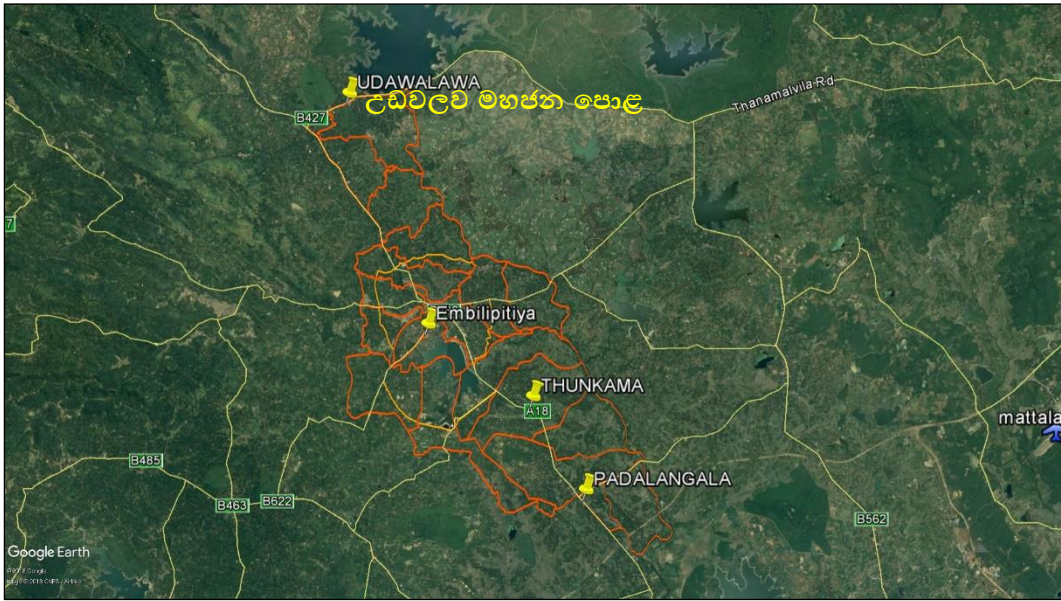 UDAWALAWA
උඩවලව මහජන පොළ
Thanamalvila Rd
B427
7
Embilipitiya
THUNKAMA
A18
mattala
B485
PADALANGALA
B463
B622
B562
Google Earth